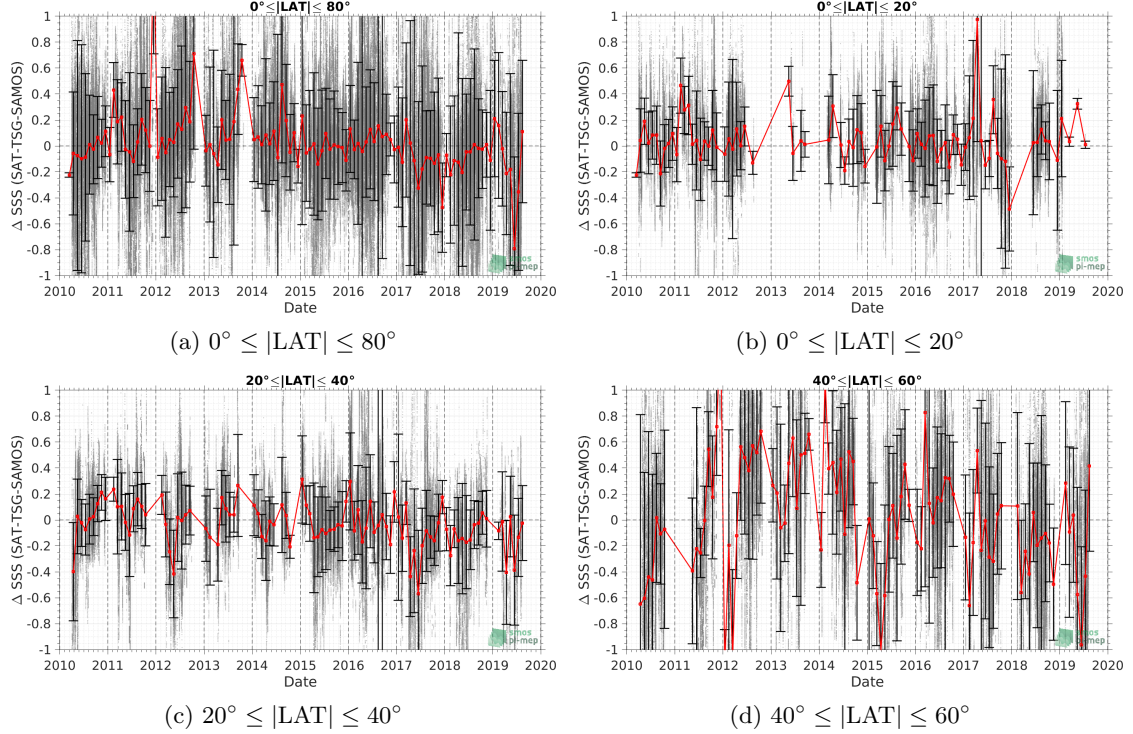 0°≤|LAT|≤ 80°
1
0.8
0.6
0.4
0.2
0
-0.2
-0.4
-0.6
-0.8
-1
Δ SSS (SAT-TSG-SAMOS)
2010 2011 2012 2013 2014 2015 2016 2017 2018 2019 2020
Date
smos
pi-mep
(a) 0° ≤ |LAT| ≤ 80°
0°≤|LAT|≤ 20°
1
0.8
0.6
0.4
0.2
0
-0.2
-0.4
-0.6
-0.8
-1
Δ SSS (SAT-TSG-SAMOS)
2010 2011 2012 2013 2014 2015 2016 2017 2018 2019 2020
Date
smos
pi-mep
(b) 0° ≤ |LAT| ≤ 20°
20°≤|LAT|≤ 40°
1
0.8
0.6
0.4
0.2
0
-0.2
-0.4
-0.6
-0.8
-1
Δ SSS (SAT-TSG-SAMOS)
2010 2011 2012 2013 2014 2015 2016 2017 2018 2019 2020
Date
smos
pi-mep
(c) 20° ≤ |LAT| ≤ 40°
40°≤|LAT|≤ 60°
1
0.8
0.6
0.4
0.2
0
-0.2
-0.4
-0.6
-0.8
-1
Δ SSS (SAT-TSG-SAMOS)
2010 2011 2012 2013 2014 2015 2016 2017 2018 2019 2020
Date
smos
pi-mep
(d) 40° ≤ |LAT| ≤ 60°